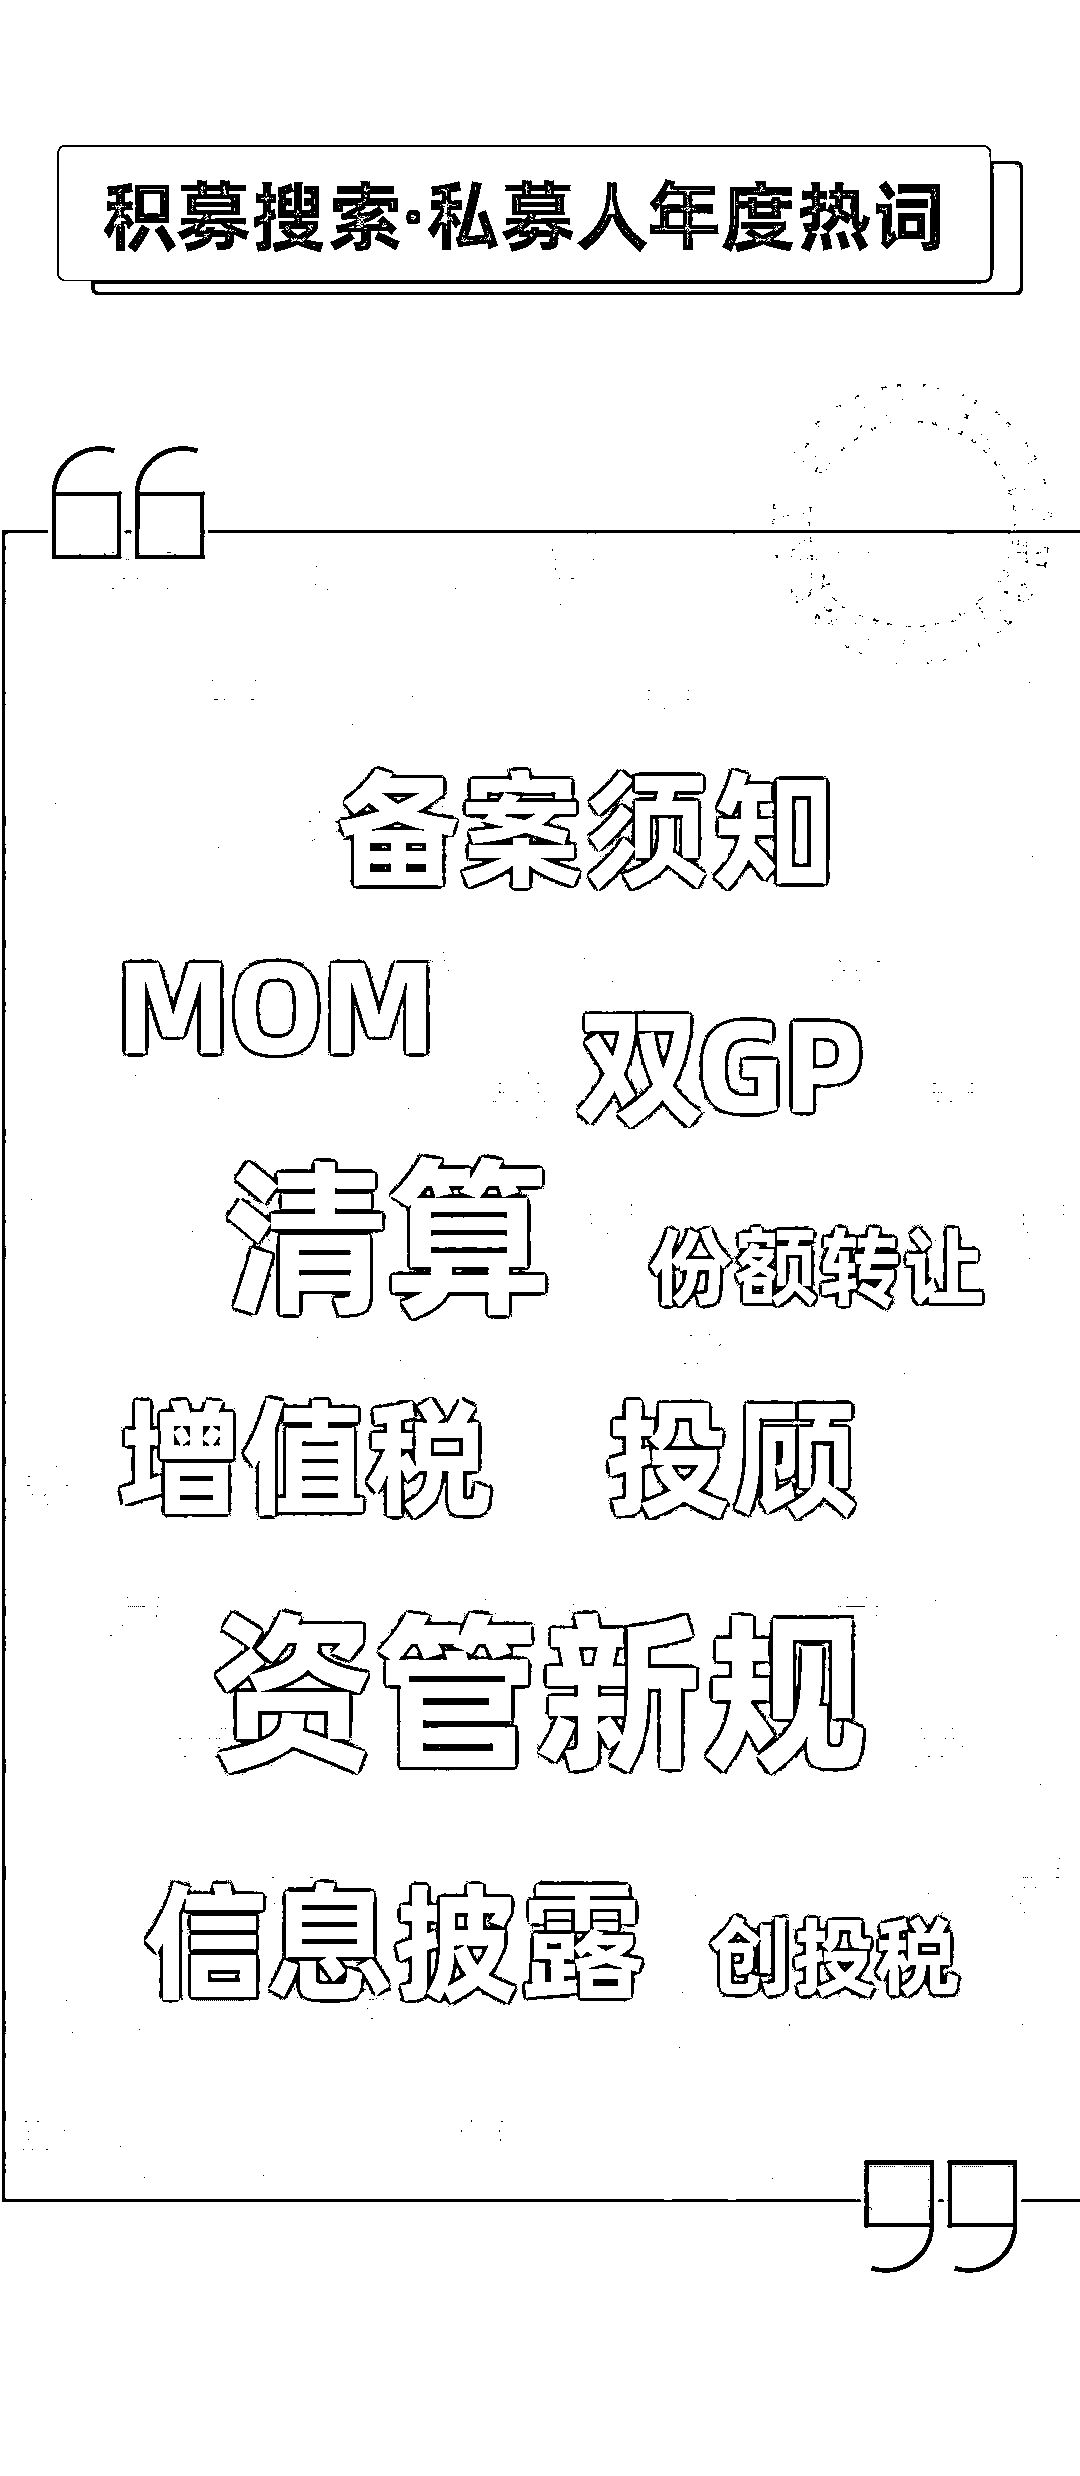 积募搜索·私募人年度热词
备案须知
MOM
双GP
清算
份额转让
增值税 投顾
资管新规
信息披露
创投税